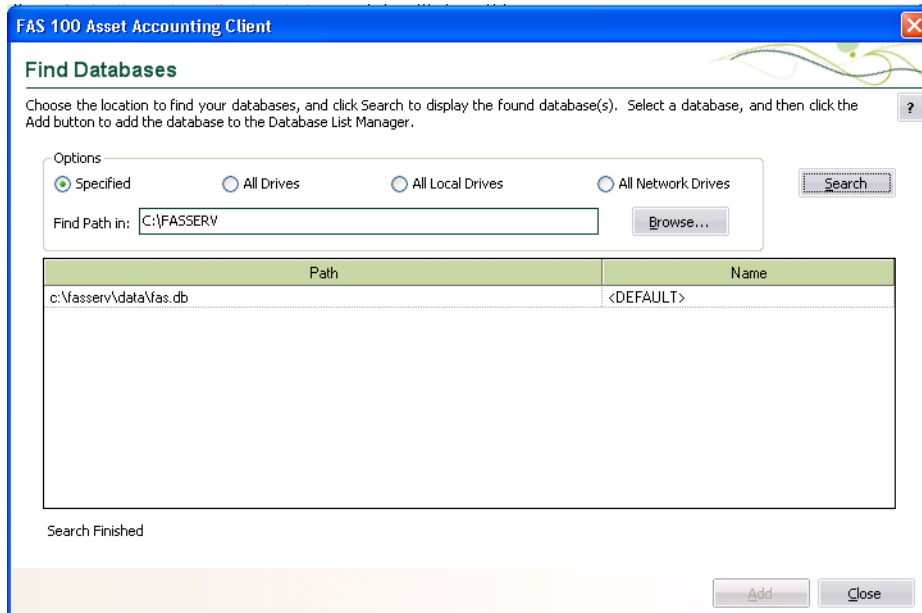 FAS 100 Asset Accounting Client
Find Databases
Choose the location to find your databases, and click Search to display the found database(s). Select a database, and then click the
Add button to add the database to the Database List Manager.
?
Options
Specified All Drives All Local Drives All Network Drives Search
Find Path in: C:\FASSERV Browse...
Path Name
c:\fasserv\data\fas.db <DEFAULT>
Search Finished
Add Close